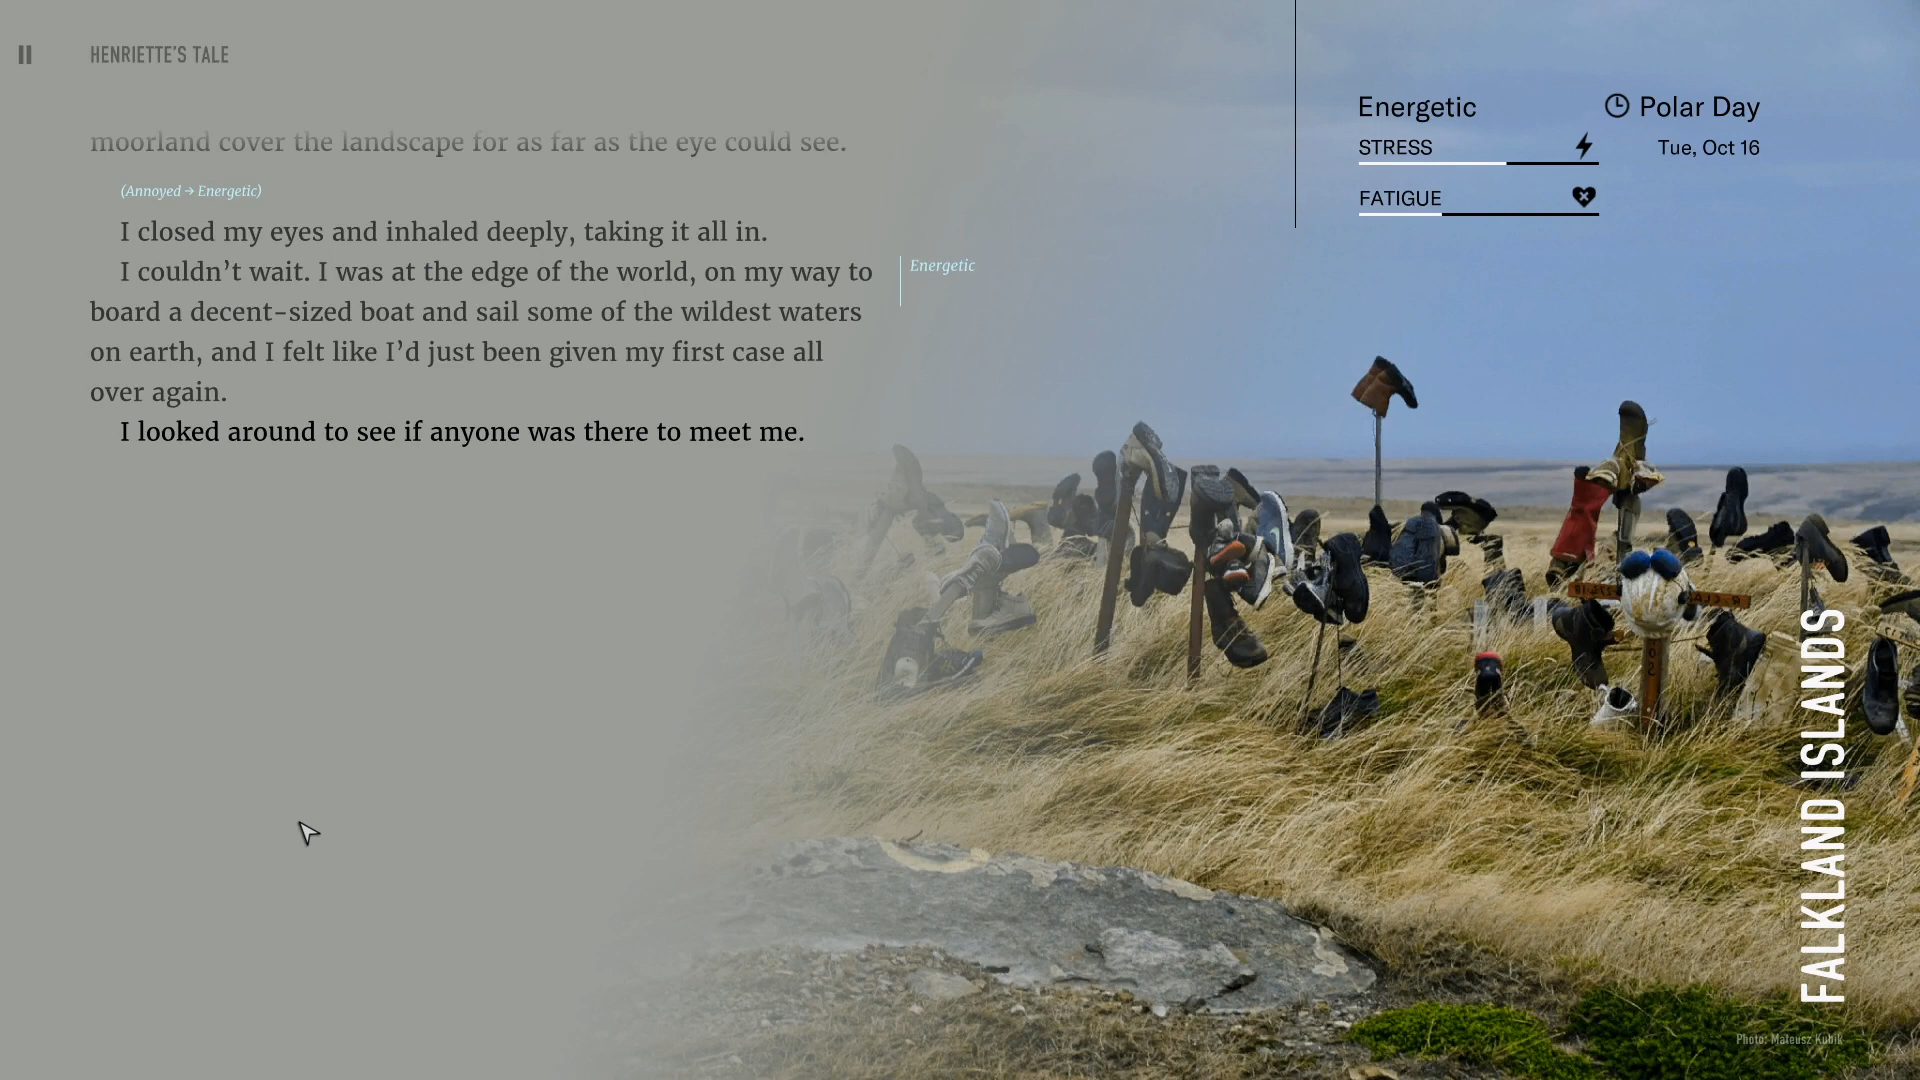 HENRIETTE'S TALE
moorland cover the landscape for as far as the eye could see.
(Annoyed → Energetic)
I closed my eyes and inhaled deeply, taking it all in.
I couldn't wait. I was at the edge of the world, on my way to
board a decent-sized boat and sail some of the wildest waters
on earth, and I felt like I'd just been given my first case all
over again.
I looked around to see if anyone was there to meet me.
Energetic
Energetic
STRESS
FATIGUE
Polar Day
Tue, Oct 16
FALKLAND ISLANDS
Photo: Mateusz Kubik